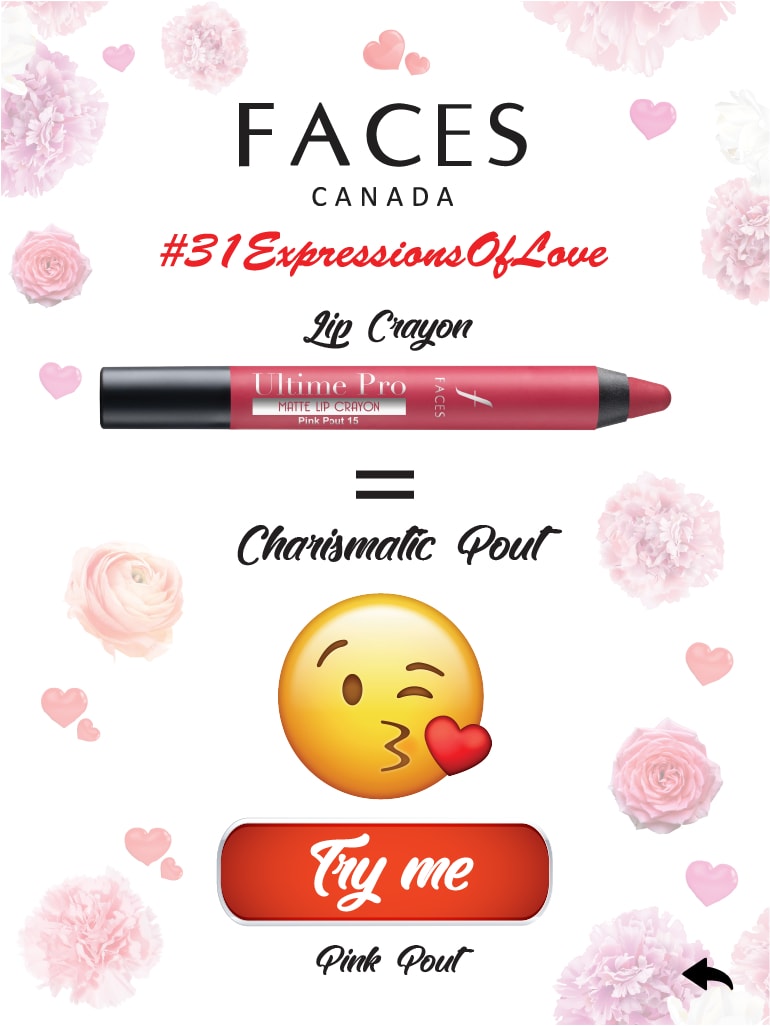 FACES
CANADA
#31ExpressionsOfLove
Lip Crayon
Ultime Pro
MATTE LIP CRAYON
Pink Pout 15
FACES
f
=
Charismatic Pout
Try me
Pink Pout